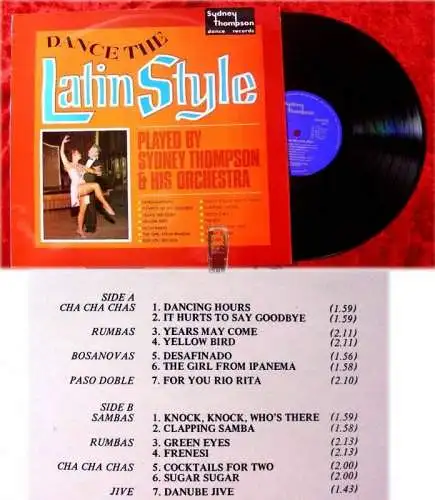 DANCE THE
Latin Style
Sydney
Thompson
dance records
PLAYED BY
SYDNEY THOMPSON
& HIS ORCHESTRA
Sydney
Thompson
SIDE A
CHA CHA CHAS 1. DANCING HOURS (1.59)
2. IT HURTS TO SAY GOODBYE (1.59)
RUMBAS 3. YEARS MAY COME (2.11)
4. YELLOW BIRD (2.11)
BOSANOVAS 5. DESAFINADO (1.56)
6. THE GIRL FROM IPANEMA (1.58)
PASO DOBLE 7. FOR YOU RIO RITA (2.10)
SIDE B
SAMBAS 1. KNOCK, KNOCK, WHO'S THERE (1.59)
2. CLAPPING SAMBA (1.58)
RUMBAS 3. GREEN EYES (2.13)
4. FRENESI (2.13)
CHA CHA CHAS 5. COCKTAILS FOR TWO (2.00)
6. SUGAR SUGAR (2.00)
JIVE 7. DANUBE JIVE (1.43)